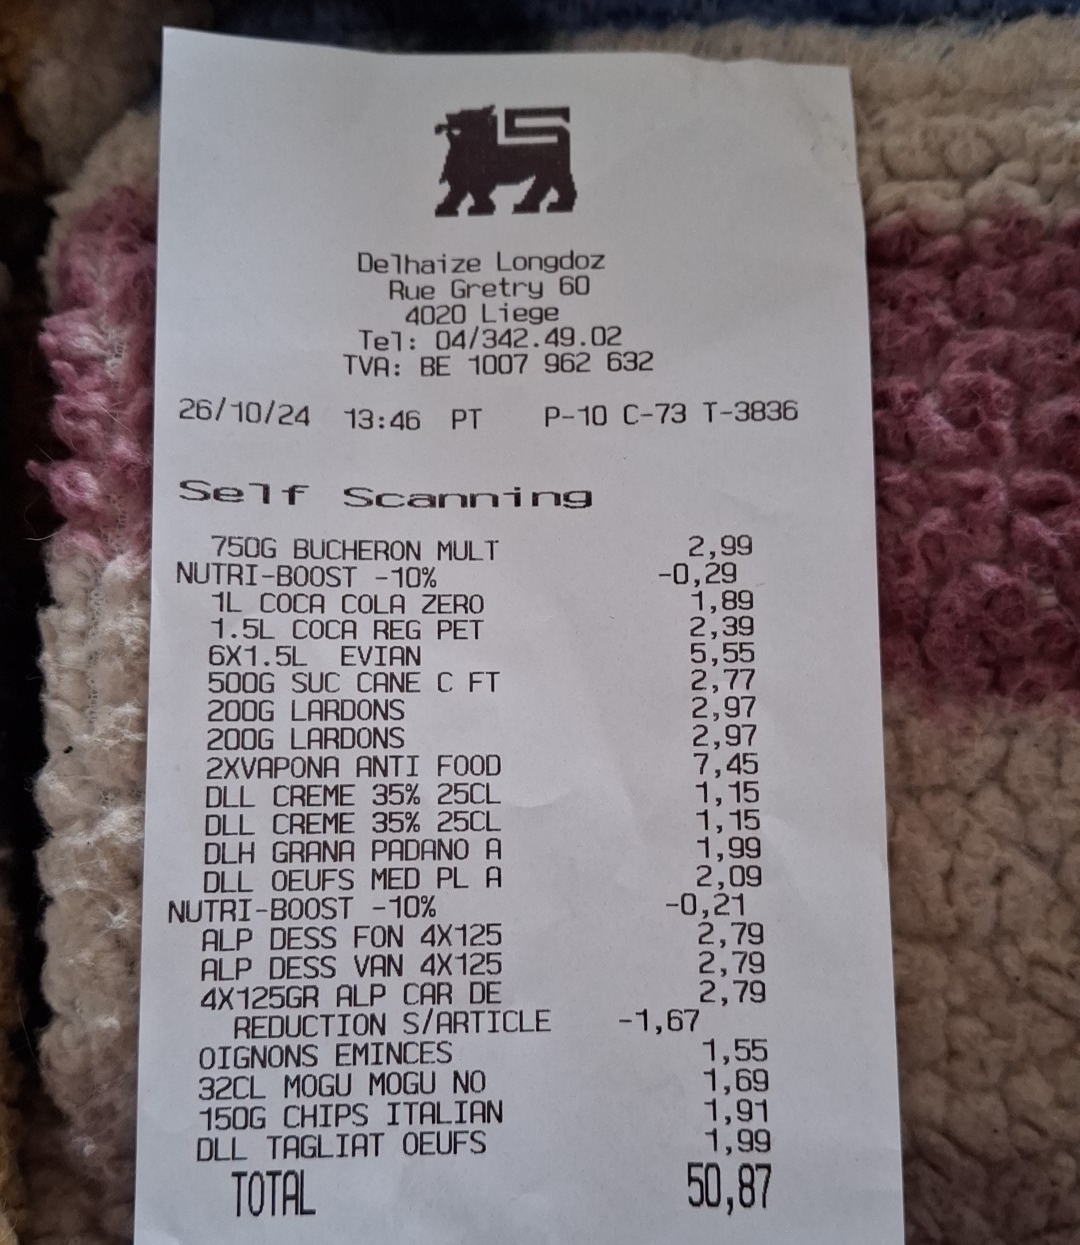 Delhaize Longdoz
Rue Gretry 60
4020 Liege
Tel: 04/342.49.02
TVA: BE 1007 962 632
26/10/24 13:46 PT P-10 C-73 T-3836
Self Scanning
750G BUCHERON MULT 2,99
NUTRI-BOOST -10% -0,29
1L COCA COLA ZERO 1,89
1.5L COCA REG PET 2,39
6X1.5L EVIAN 5,55
500G SUC CANE C FT 2,77
200G LARDONS 2,97
200G LARDONS 2,97
2XVAPONA ANTI FOOD 7,45
DLL CREME 35% 25CL 1,15
DLL CREME 35% 25CL 1,15
DLH GRANA PADANO A 1,99
DLL OEUFS MED PL A 2,09
NUTRI-BOOST -10% -0,21
ALP DESS FON 4X125 2,79
ALP DESS VAN 4X125 2,79
4X125GR ALP CAR DE 2,79
REDUCTION S/ARTICLE -1,67
OIGNONS EMINCES 1,55
32CL MOGU MOGU NO 1,69
150G CHIPS ITALIAN 1,91
DLL TAGLIAT OEUFS 1,99
TOTAL 50,87